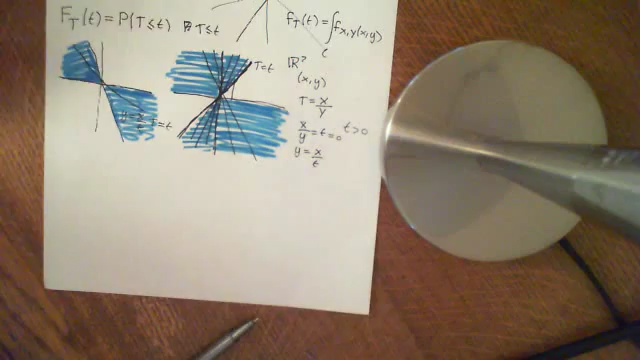 F_T(t) = P(T ≤ t) T ≤ t
f_T(t) = ∫ f_{X,Y}(x,y)
c
T=t
ℝ²
(x,y)
T = x/y
x/y = t t>0
y = x/t
=t